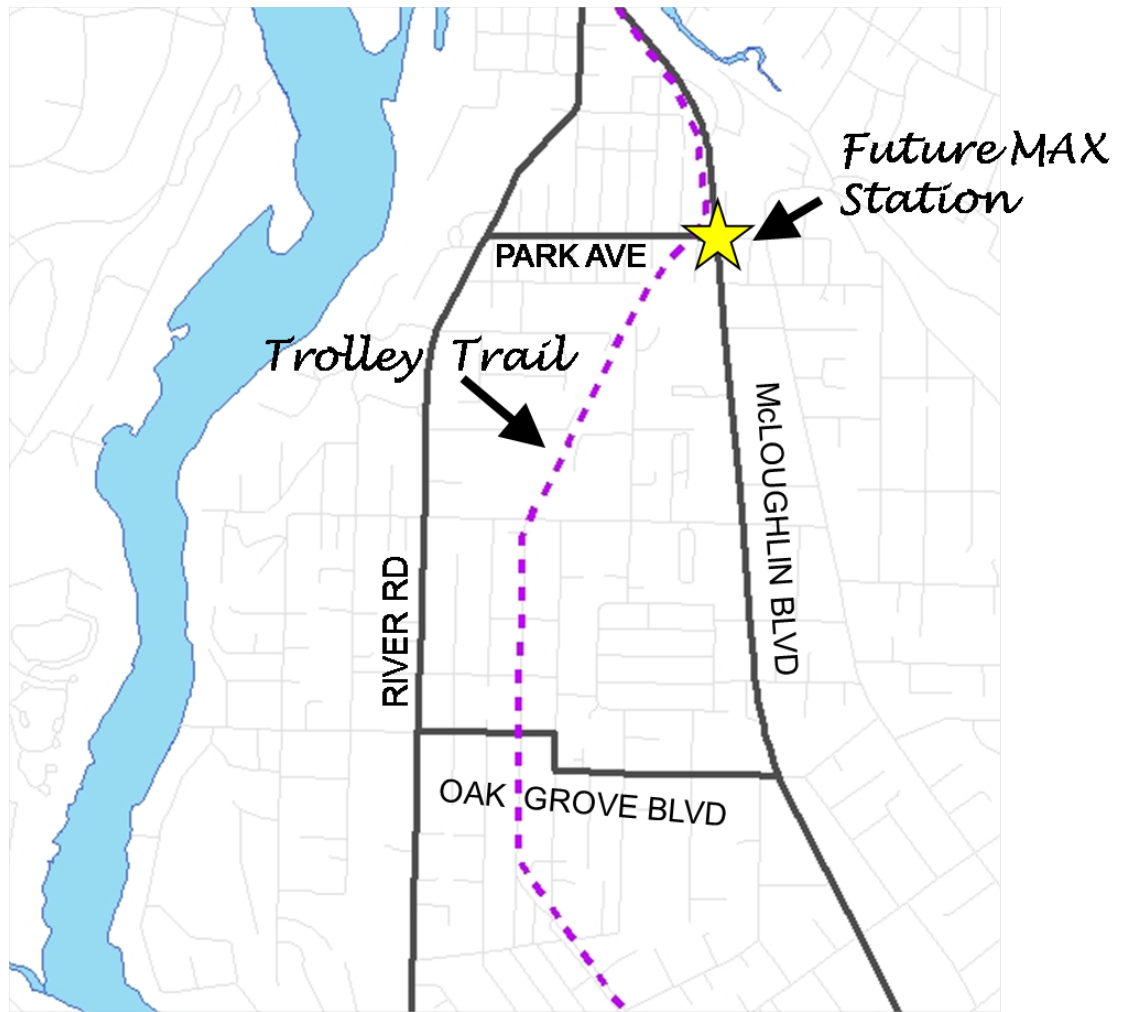 Future MAX
Station
PARK AVE
Trolley Trail
McLOUGHLIN BLVD
RIVER RD
OAK GROVE BLVD